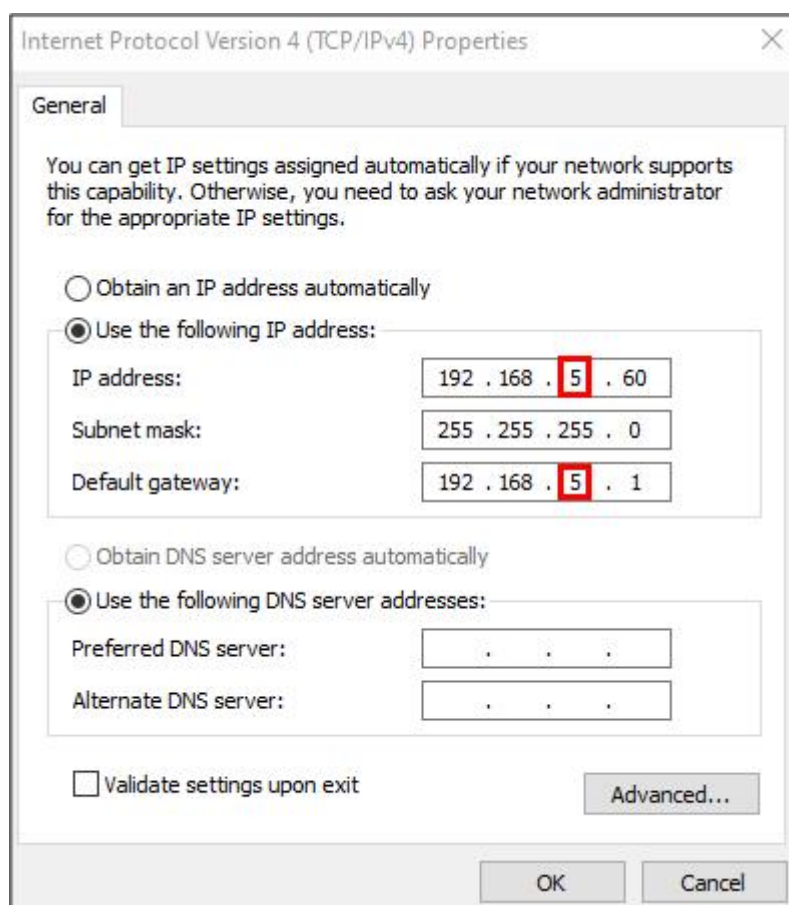 Internet Protocol Version 4 (TCP/IPv4) Properties
General
You can get IP settings assigned automatically if your network supports
this capability. Otherwise, you need to ask your network administrator
for the appropriate IP settings.
Obtain an IP address automatically
Use the following IP address:
IP address: 192 . 168 . 5 . 60
Subnet mask: 255 . 255 . 255 . 0
Default gateway: 192 . 168 . 5 . 1
Obtain DNS server address automatically
Use the following DNS server addresses:
Preferred DNS server: . . .
Alternate DNS server: . . .
Validate settings upon exit
Advanced...
OK Cancel